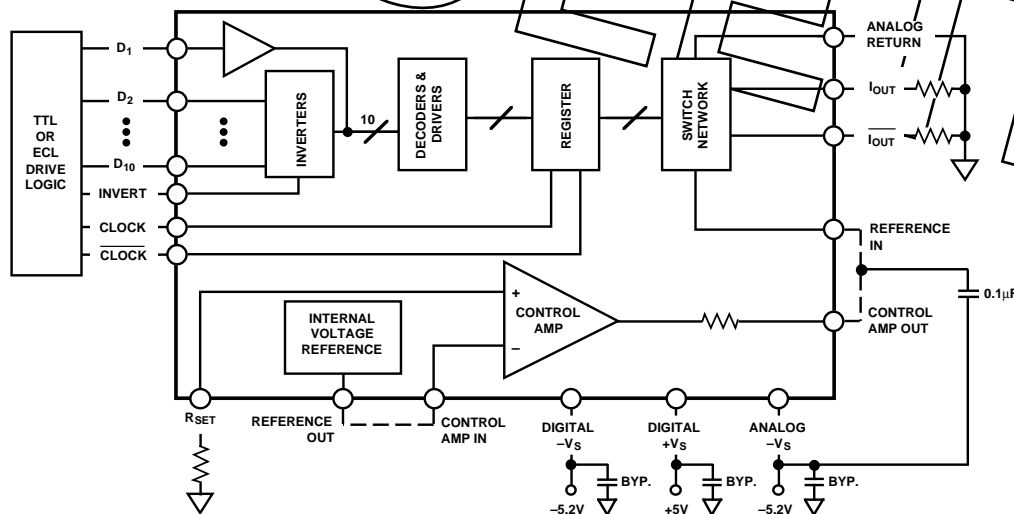 TTL
OR
ECL
DRIVE
LOGIC
D1
D2
D10
INVERT
CLOCK
CLOCK
INVERTERS
10
DECODERS &
DRIVERS
REGISTER
SWITCH
NETWORK
ANALOG
RETURN
IOUT
IOUT
REFERENCE
IN
0.1µF
CONTROL
AMP OUT
+
CONTROL
AMP
–
INTERNAL
VOLTAGE
REFERENCE
RSET
REFERENCE
OUT
CONTROL
AMP IN
DIGITAL
–VS
BYP.
–5.2V
DIGITAL
+VS
BYP.
+5V
ANALOG
–VS
BYP.
–5.2V